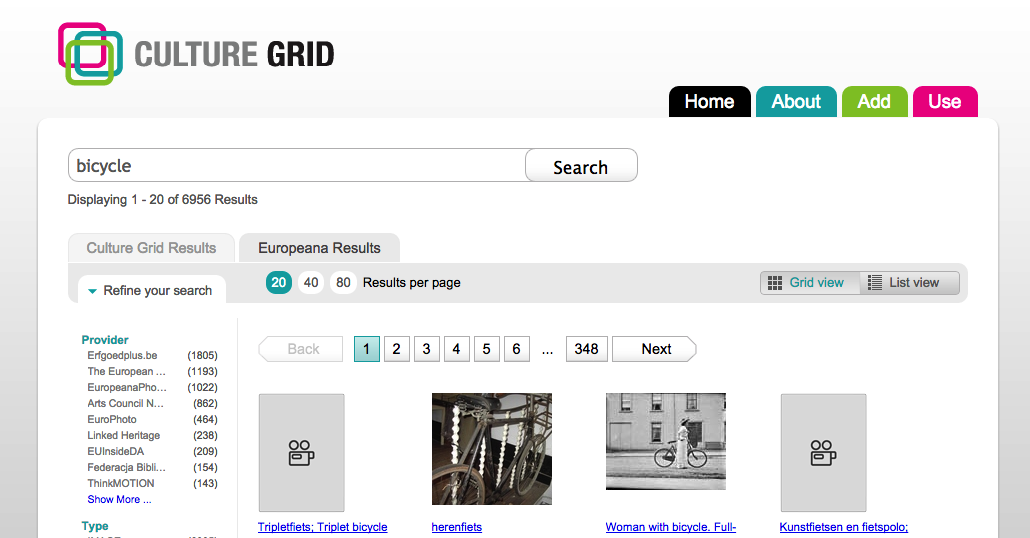 CULTURE GRID
Home About Add Use
bicycle Search
Displaying 1 - 20 of 6956 Results
Culture Grid Results Europeana Results
Refine your search 20 40 80 Results per page Grid view List view
Back 1 2 3 4 5 6 ... 348 Next
Provider
Erfgoedplus.be (1805)
The European ... (1193)
EuropeanaPho... (1022)
Arts Council N... (862)
EuroPhoto (464)
Linked Heritage (238)
EUInsideDA (209)
Federacja Bibli... (154)
ThinkMOTION (143)
Show More ...
Type
Tripletfiets; Triplet bicycle
herenfiets
Woman with bicycle. Full-
Kunstfietsen en fietspolo;